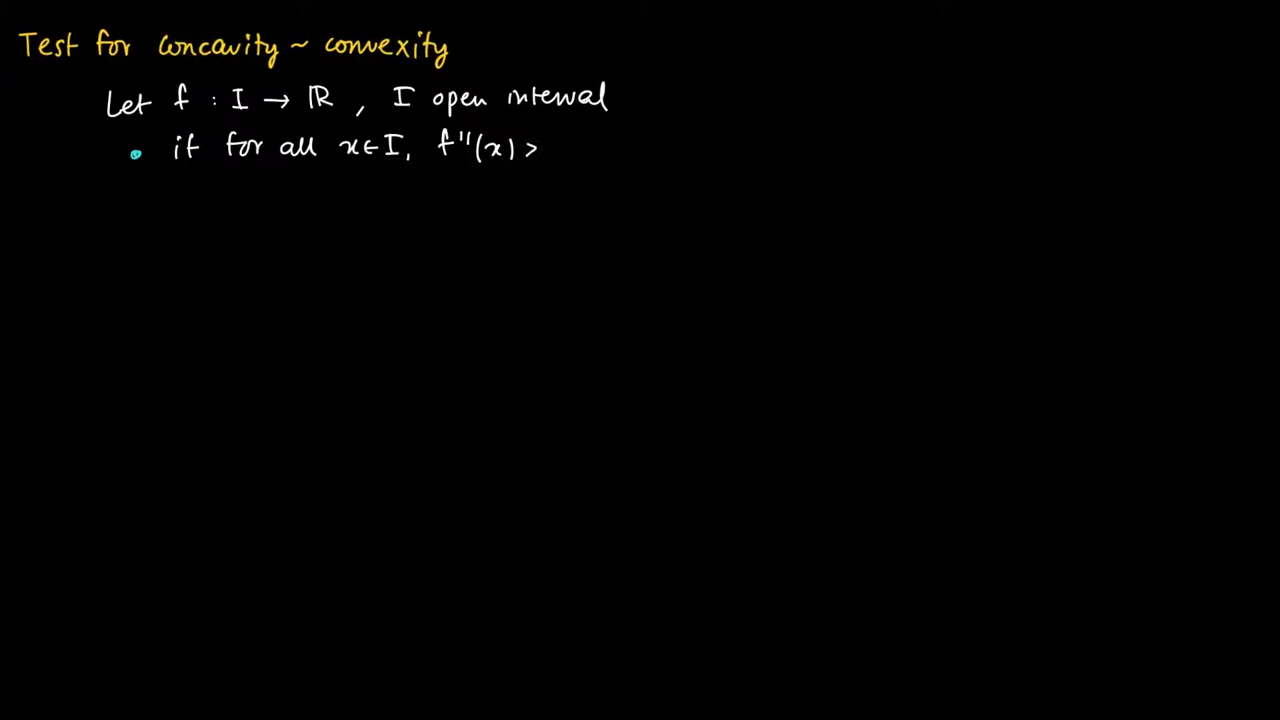 Test for concavity ~ convexity
Let f : I → ℝ , I open interval
• if for all x ∈ I, f''(x) >